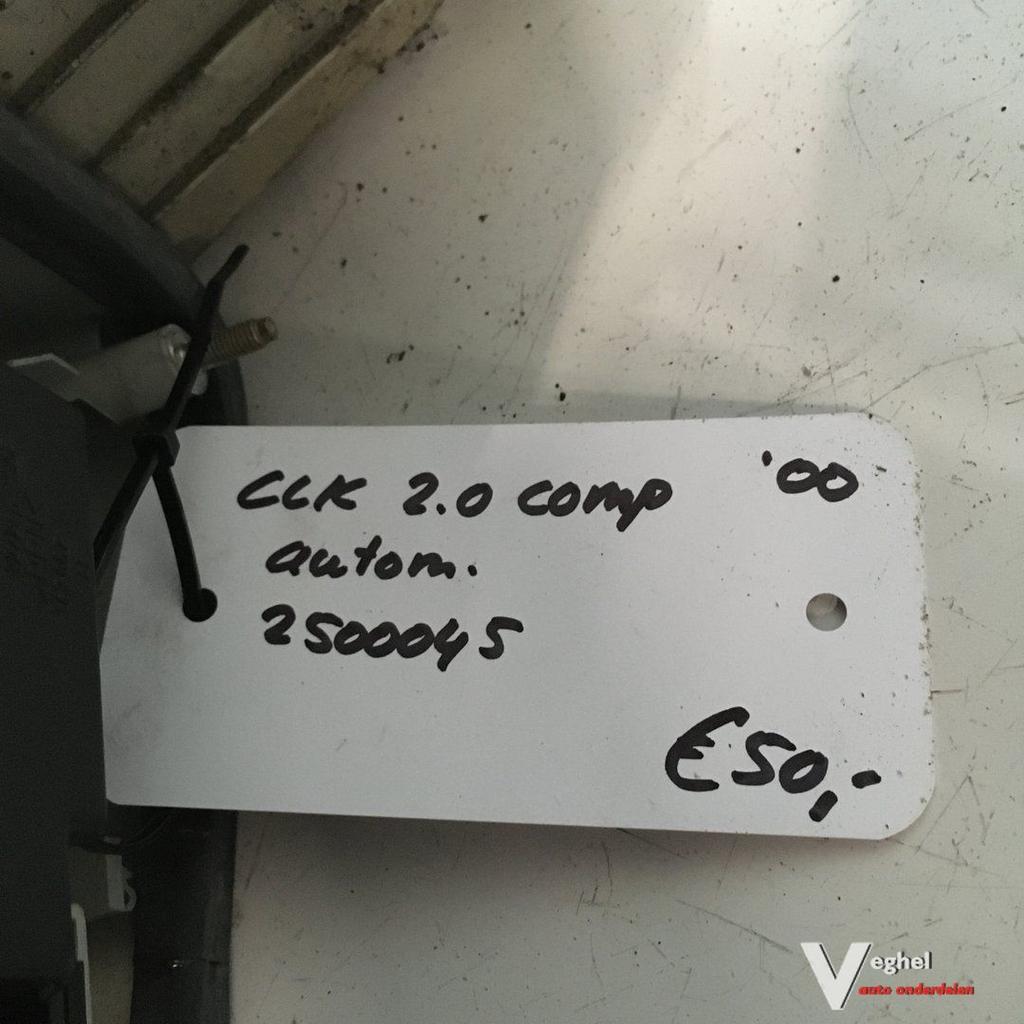 CLK 2.0 comp '00
autom.
2500045
€50,-
Veghel
auto onderdelen